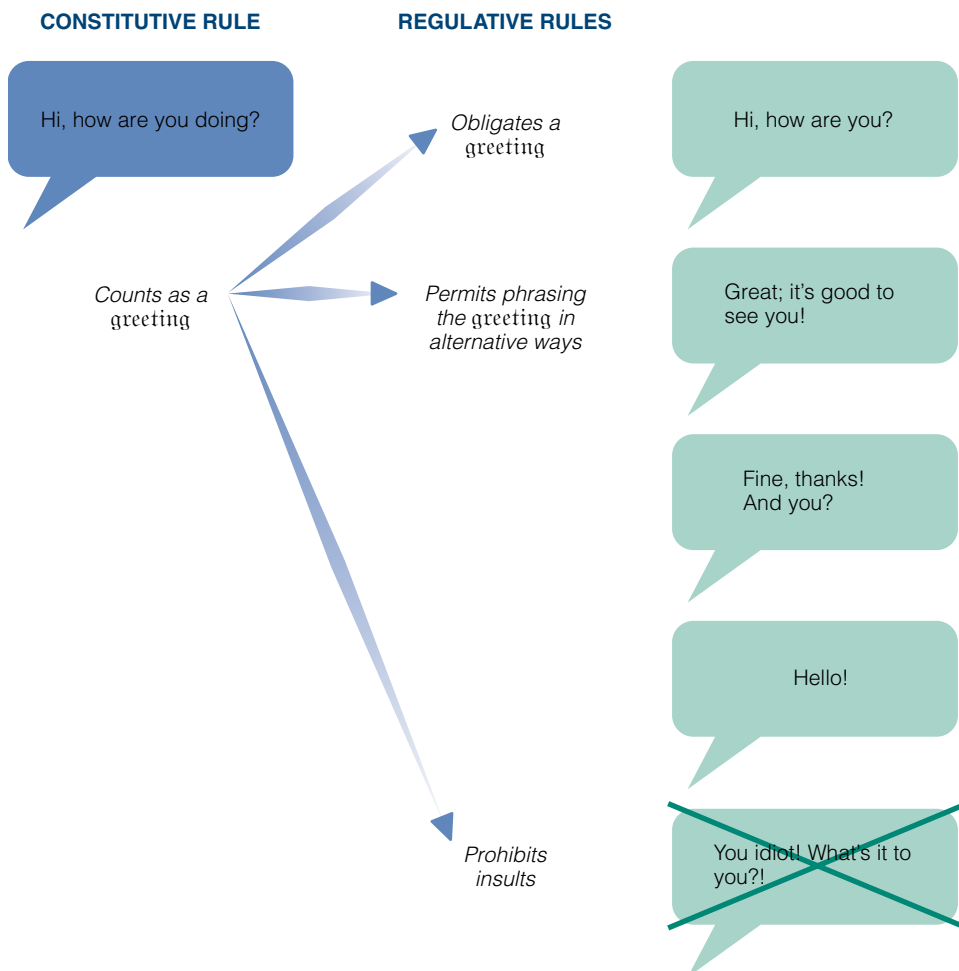 CONSTITUTIVE RULE
REGULATIVE RULES
Hi, how are you doing?
Counts as a
greeting
Obligates a
greeting
Permits phrasing
the greeting in
alternative ways
Prohibits
insults
Hi, how are you?
Great; it's good to
see you!
Fine, thanks!
And you?
Hello!
You idiot! What's it to
you?!